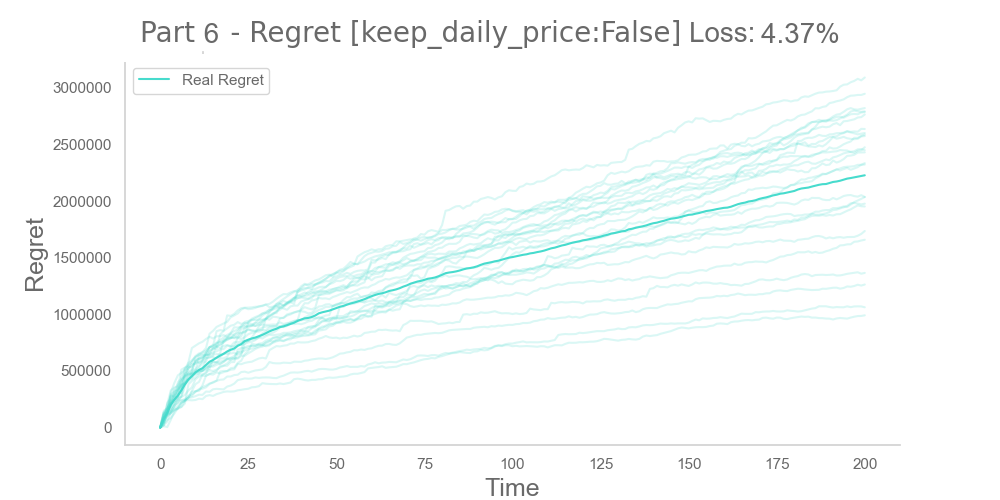 Part 6 - Regret [keep_daily_price:False] Loss: 4.37%
Real Regret
Regret
3000000
2500000
2000000
1500000
1000000
500000
0
0 25 50 75 100 125 150 175 200
Time